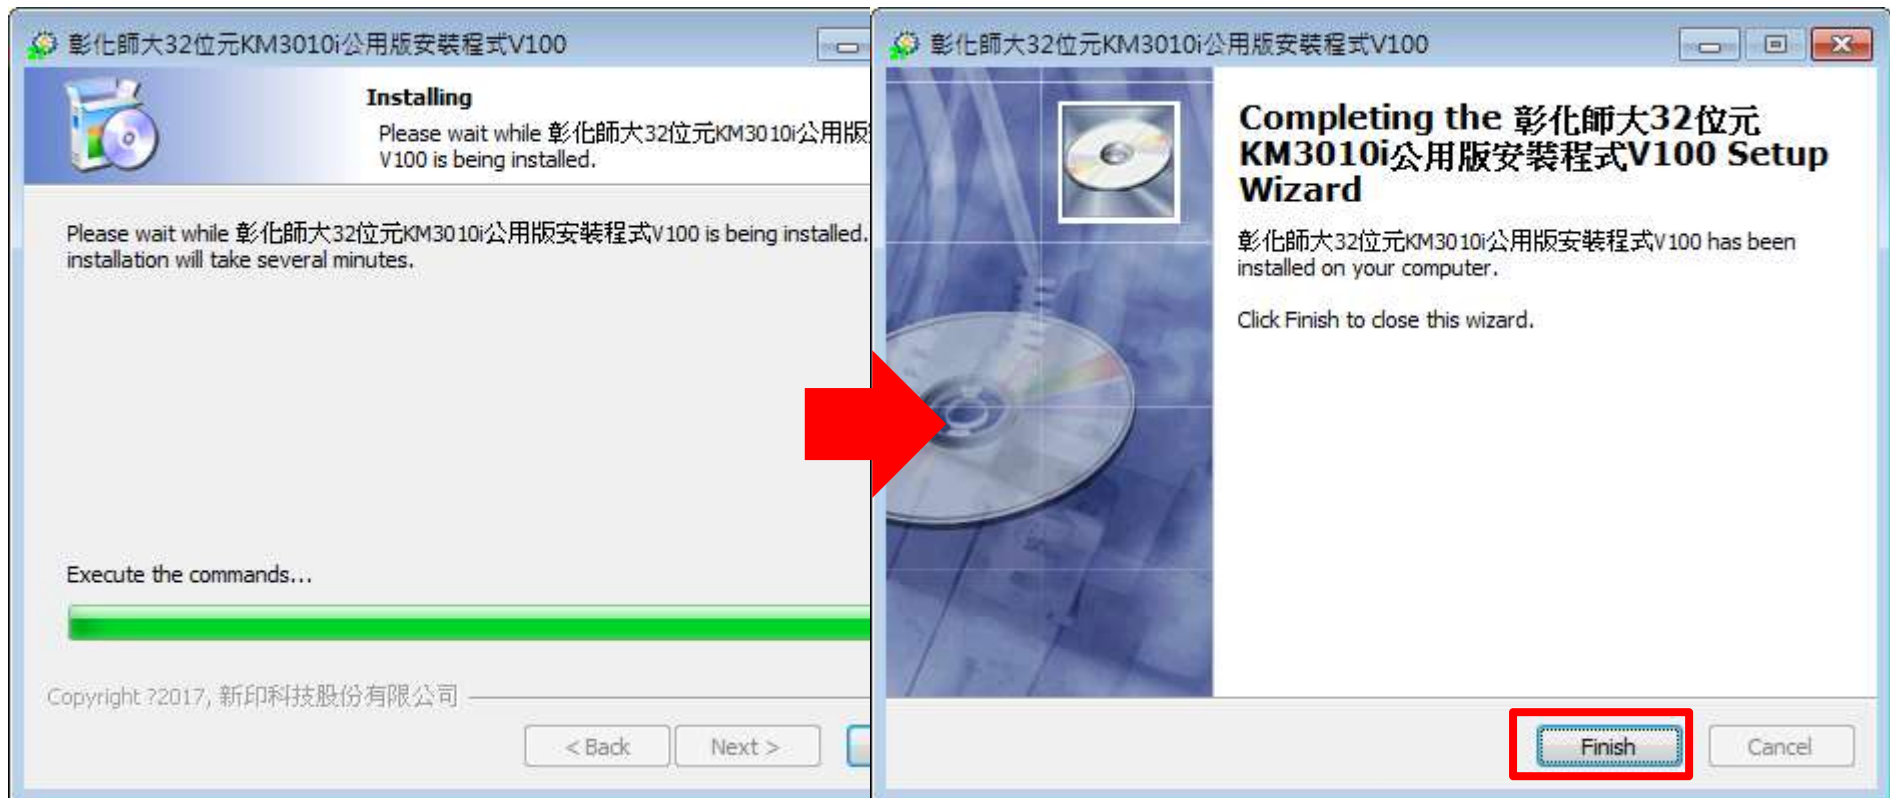 彰化師大32位元KM3010i公用版安裝程式V100
Installing
Please wait while 彰化師大32位元KM3010i公用版
V100 is being installed.
Please wait while 彰化師大32位元KM3010i公用版安裝程式V100 is being installed.
installation will take several minutes.
Execute the commands...
Copyright ?2017, 新印科技股份有限公司
< Back
Next >
彰化師大32位元KM3010i公用版安裝程式V100
Completing the 彰化師大32位元
KM3010i公用版安裝程式V100 Setup
Wizard
彰化師大32位元KM3010i公用版安裝程式V100 has been
installed on your computer.
Click Finish to close this wizard.
Finish
Cancel